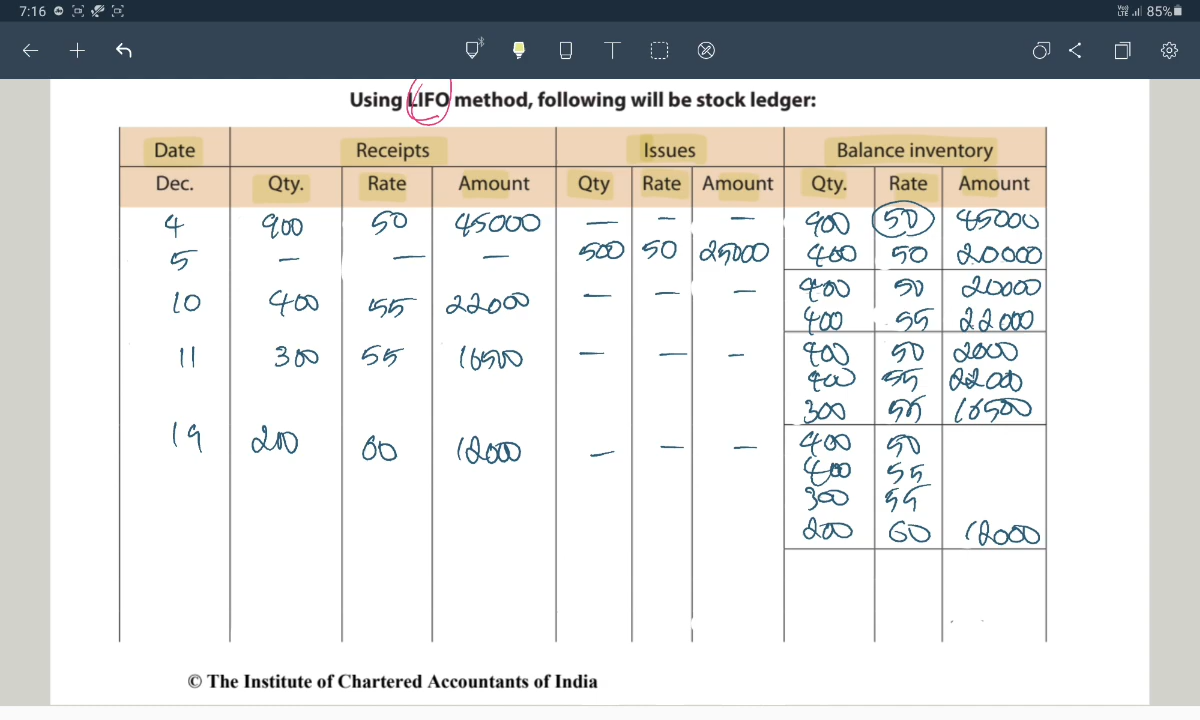 7:16 85%
T
Using LIFO method, following will be stock ledger:
Date Receipts Issues Balance inventory
Dec. Qty. Rate Amount Qty Rate Amount Qty. Rate Amount
4 900 50 45000 — — — 900 50 45000
5 — — — 500 50 25000 400 50 20000
10 400 55 22000 — — — 400 50 20000
400 55 22000
11 300 55 16500 — — — 400 50 2000
400 55 22000
300 55 16500
19 200 60 12000 — — — 400 50
400 55
300 55
200 60 12000
© The Institute of Chartered Accountants of India